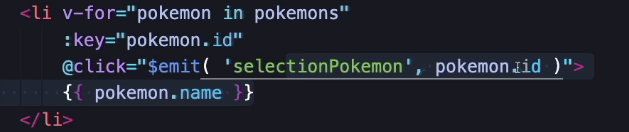 <li v-for="pokemon in pokemons"
:key="pokemon.id"
@click="$emit( 'selectionPokemon', pokemon.id )">
{{ pokemon.name }}
</li>